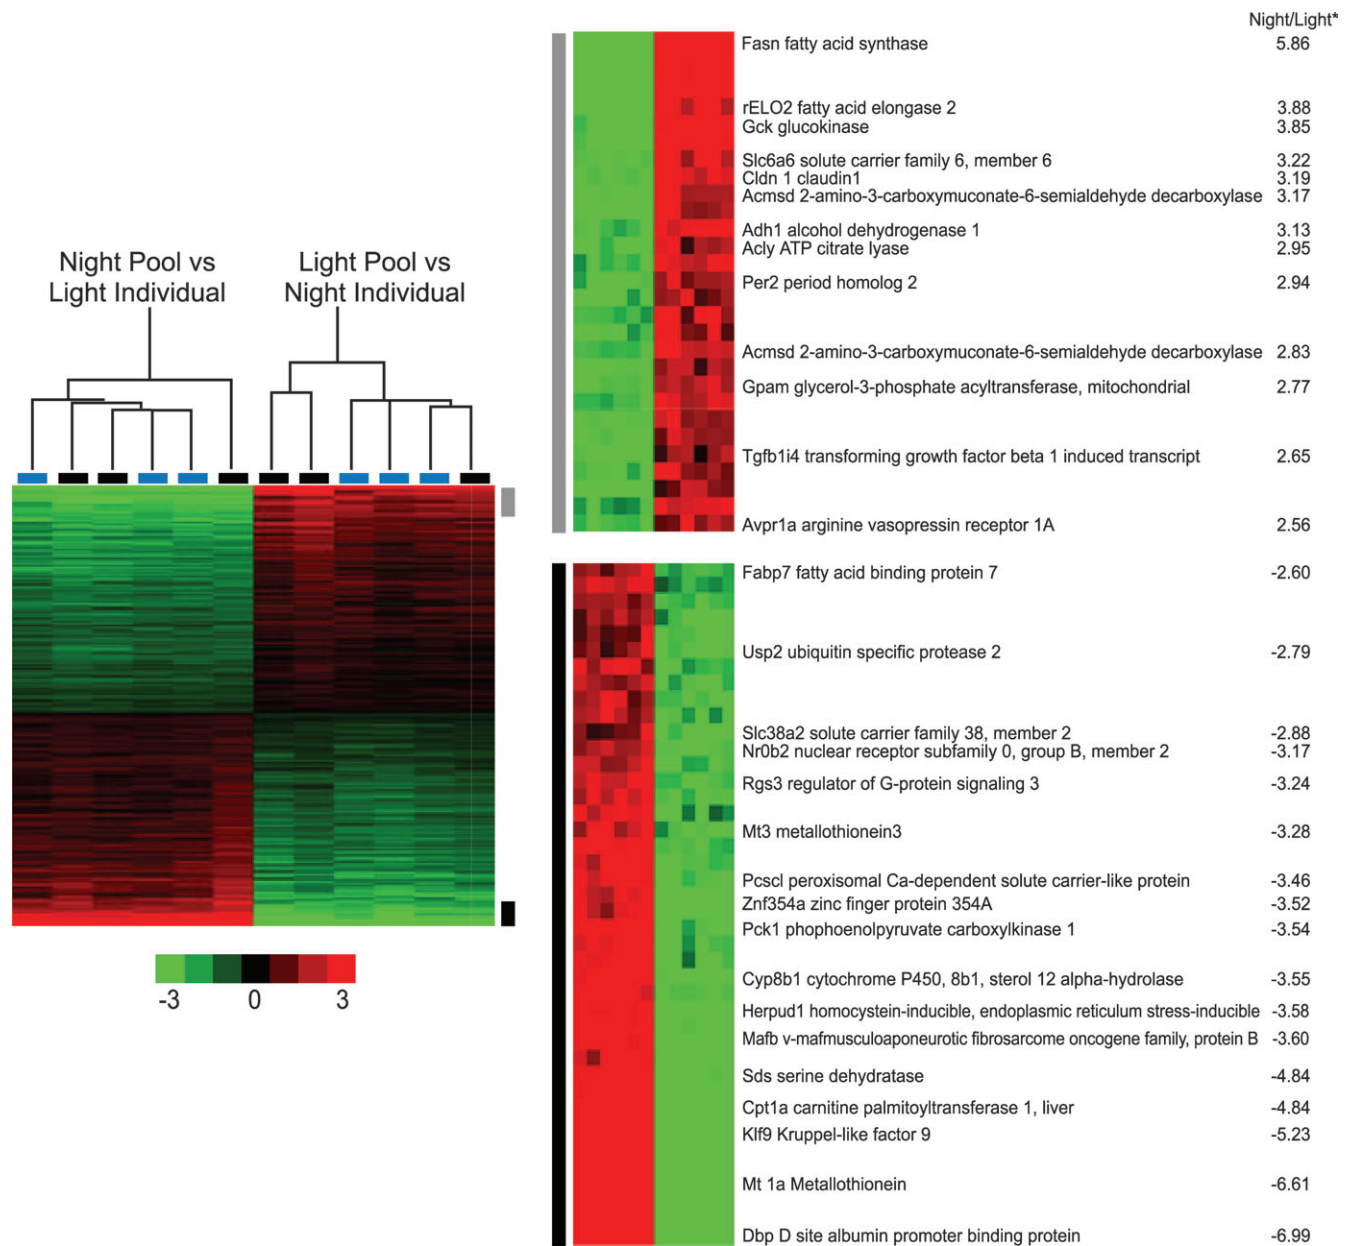 Night/Light*
Fasn fatty acid synthase 5.86
rELO2 fatty acid elongase 2 3.88
Gck glucokinase 3.85
Slc6a6 solute carrier family 6, member 6 3.22
Cldn 1 claudin1 3.19
Acmsd 2-amino-3-carboxymuconate-6-semialdehyde decarboxylase 3.17
Adh1 alcohol dehydrogenase 1 3.13
Acly ATP citrate lyase 2.95
Per2 period homolog 2 2.94
Acmsd 2-amino-3-carboxymuconate-6-semialdehyde decarboxylase 2.83
Gpam glycerol-3-phosphate acyltransferase, mitochondrial 2.77
Tgfb1i4 transforming growth factor beta 1 induced transcript 2.65
Avpr1a arginine vasopressin receptor 1A 2.56
Night Pool vs
Light Individual
Light Pool vs
Night Individual
-3 0 3
Fabp7 fatty acid binding protein 7 -2.60
Usp2 ubiquitin specific protease 2 -2.79
Slc38a2 solute carrier family 38, member 2 -2.88
Nr0b2 nuclear receptor subfamily 0, group B, member 2 -3.17
Rgs3 regulator of G-protein signaling 3 -3.24
Mt3 metallothionein3 -3.28
Pcscl peroxisomal Ca-dependent solute carrier-like protein -3.46
Znf354a zinc finger protein 354A -3.52
Pck1 phophoenolpyruvate carboxylkinase 1 -3.54
Cyp8b1 cytochrome P450, 8b1, sterol 12 alpha-hydrolase -3.55
Herpud1 homocystein-inducible, endoplasmic reticulum stress-inducible -3.58
Mafb v-mafmusculoaponeurotic fibrosarcome oncogene family, protein B -3.60
Sds serine dehydratase -4.84
Cpt1a carnitine palmitoyltransferase 1, liver -4.84
Klf9 Kruppel-like factor 9 -5.23
Mt 1a Metallothionein -6.61
Dbp D site albumin promoter binding protein -6.99